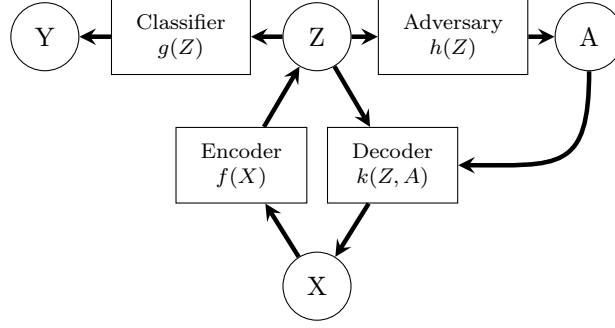 Y
Classifier
g(Z)
Z
Adversary
h(Z)
A
Encoder
f(X)
Decoder
k(Z, A)
X